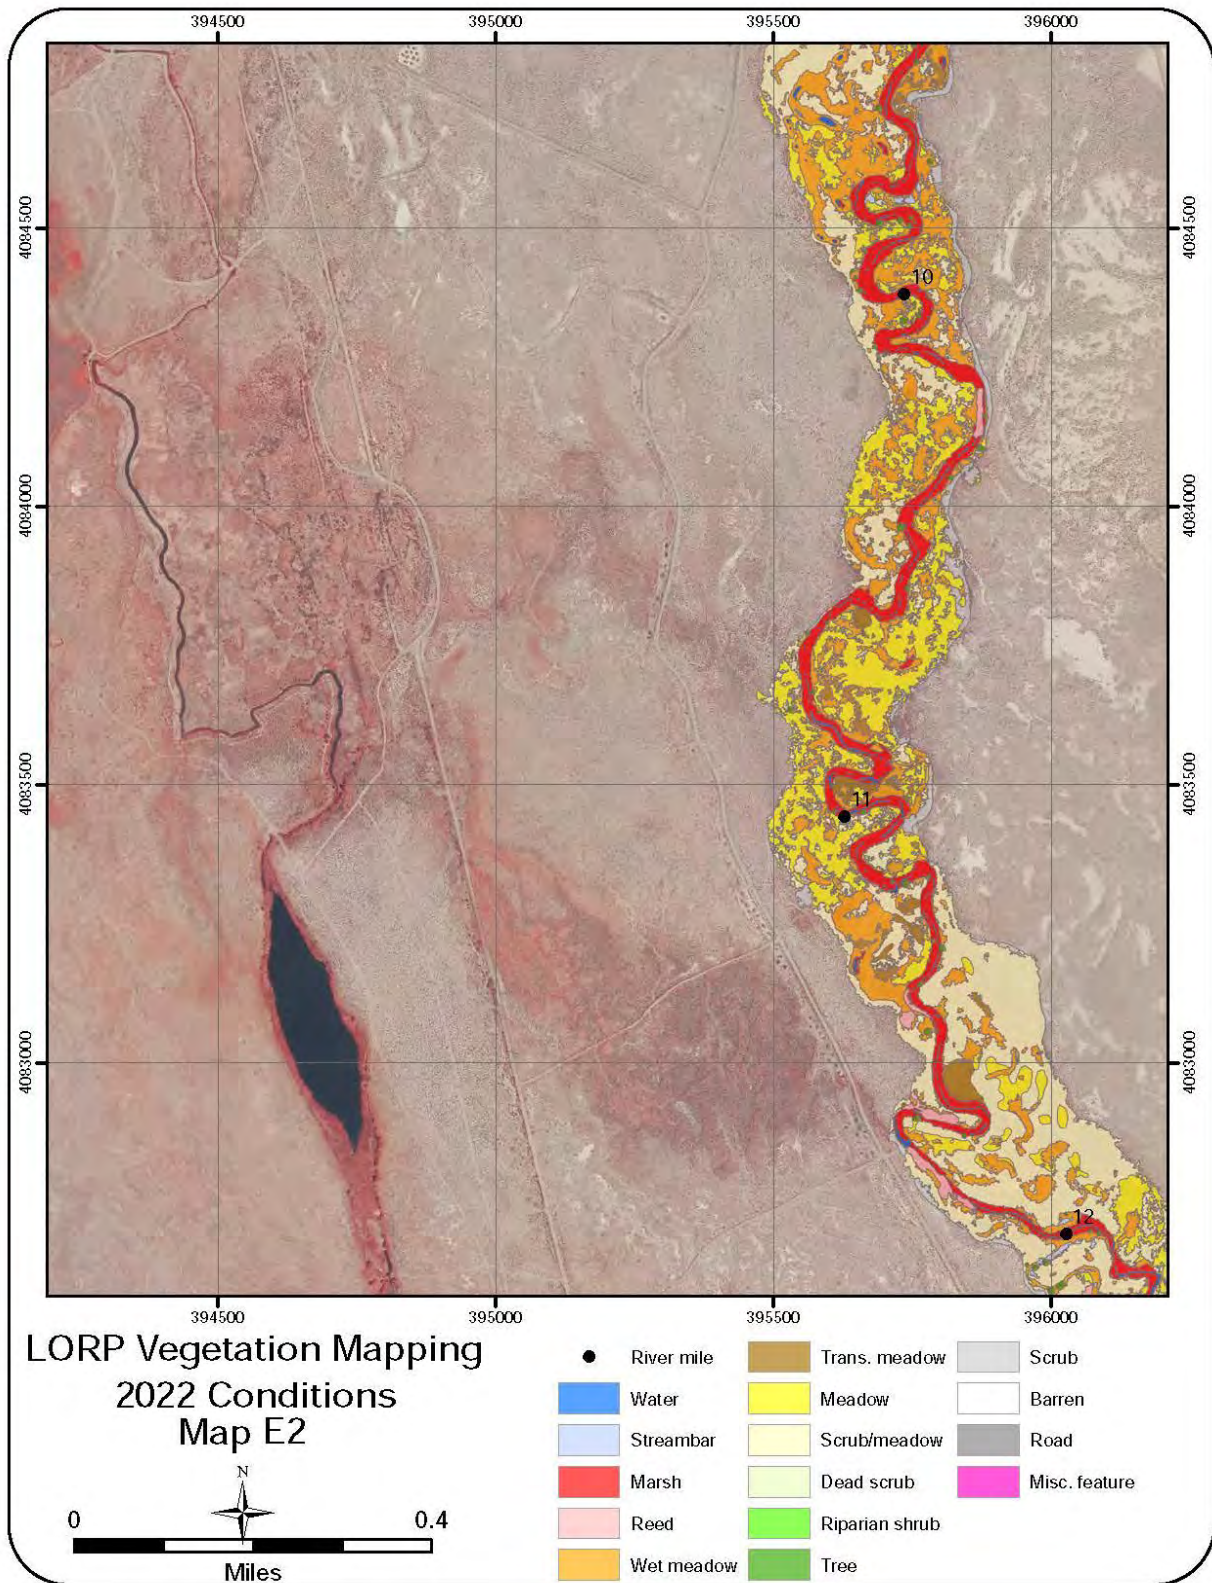 394500
395000
395500
396000
4084500
4084500
10
4084000
4084000
4083500
4083500
11
4083000
4083000
12
394500
395000
395500
396000
LORP Vegetation Mapping
2022 Conditions
Map E2
N
0
0.4
Miles
River mile
Water
Streambar
Marsh
Reed
Wet meadow
Trans. meadow
Meadow
Scrub/meadow
Dead scrub
Riparian shrub
Tree
Scrub
Barren
Road
Misc. feature